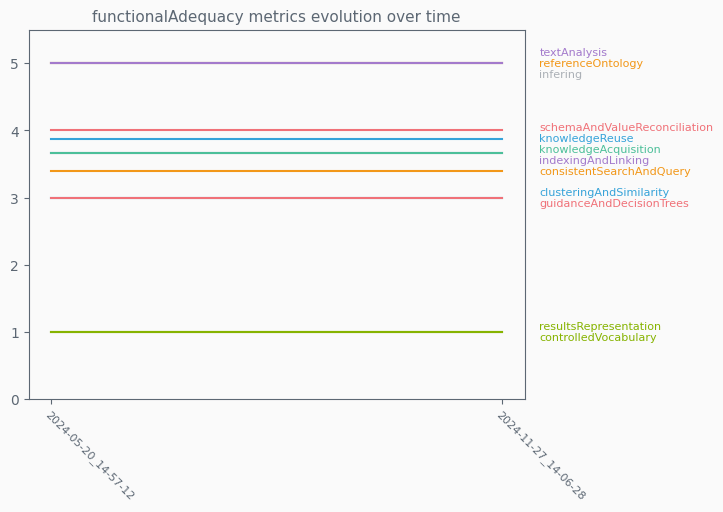 functionalAdequacy metrics evolution over time
5
4
3
2
1
0
textAnalysis
referenceOntology
infering
schemaAndValueReconciliation
knowledgeReuse
knowledgeAcquisition
indexingAndLinking
consistentSearchAndQuery
clusteringAndSimilarity
guidanceAndDecisionTrees
resultsRepresentation
controlledVocabulary
2024-05-20_14-57-12
2024-11-27_14-06-28